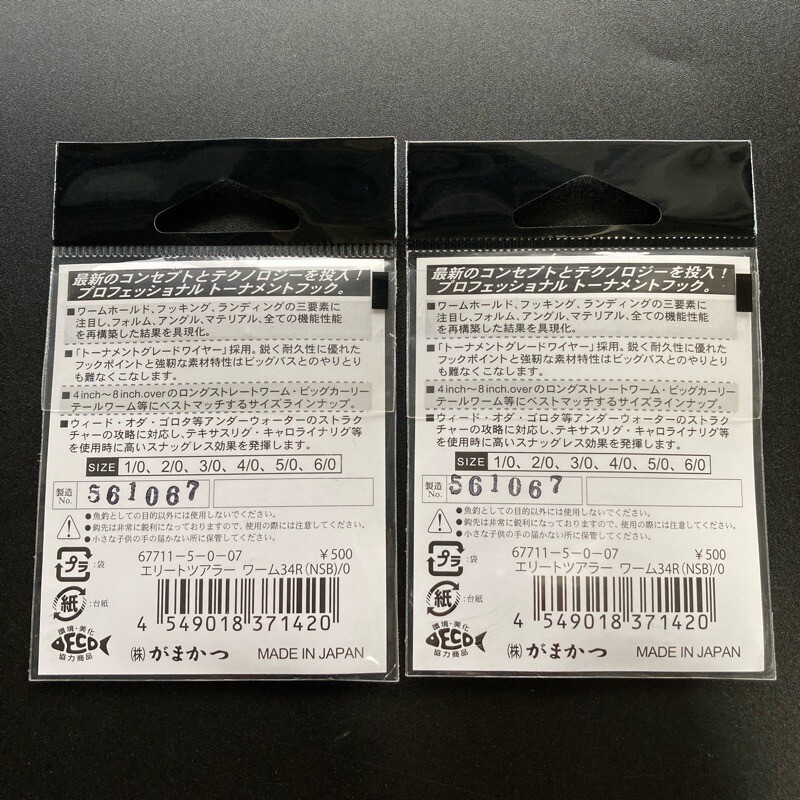 最新のコンセプトとテクノロジーを投入！
プロフェッショナル トーナメントフック。
■ワームホールド、フッキング、ランディングの三要素に
注目し、フォルム、アングル、マテリアル、全ての機能性能
を再構築した結果を具現化。
■「トーナメントグレードワイヤー」採用。鋭く耐久性に優れた
フックポイントと強靭な素材特性はビッグバスとのやりとり
も難なくこなします。
■4inch〜8inch.overのロングストレートワーム・ビッグカーリー
テールワーム等にベストマッチするサイズラインナップ。
■ウィード・オダ・ゴロタ等アンダーウォーターのストラク
チャーの攻略に対応し、テキサスリグ・キャロライナリグ等
を使用時に高いスナッグレス効果を発揮します。
SIZE 1/0、2/0、3/0、4/0、5/0、6/0
製造
No.
561067
●魚釣としての目的以外には使用しないでください。
●鈎先は非常に鋭利になっておりますので、使用の際には注意してください。
●小さな子供の手の届かない所に保管してください。
プラ :袋
紙 :台紙
67711-5-0-07 ¥500
エリートツアラー ワーム34R(NSB)/0
4 549018 371420
環境・美化
ECO
協力商品
㈱ がまかつ MADE IN JAPAN
最新のコンセプトとテクノロジーを投入！
プロフェッショナル トーナメントフック。
■ワームホールド、フッキング、ランディングの三要素に
注目し、フォルム、アングル、マテリアル、全ての機能性能
を再構築した結果を具現化。
■「トーナメントグレードワイヤー」採用。鋭く耐久性に優れた
フックポイントと強靭な素材特性はビッグバスとのやりとり
も難なくこなします。
■4inch〜8inch.overのロングストレートワーム・ビッグカーリー
テールワーム等にベストマッチするサイズラインナップ。
■ウィード・オダ・ゴロタ等アンダーウォーターのストラク
チャーの攻略に対応し、テキサスリグ・キャロライナリグ等
を使用時に高いスナッグレス効果を発揮します。
SIZE 1/0、2/0、3/0、4/0、5/0、6/0
製造
No.
561067
●魚釣としての目的以外には使用しないでください。
●鈎先は非常に鋭利になっておりますので、使用の際には注意してください。
●小さな子供の手の届かない所に保管してください。
プラ :袋
紙 :台紙
67711-5-0-07 ¥500
エリートツアラー ワーム34R(NSB)/0
4 549018 371420
環境・美化
ECO
協力商品
㈱ がまかつ MADE IN JAPAN